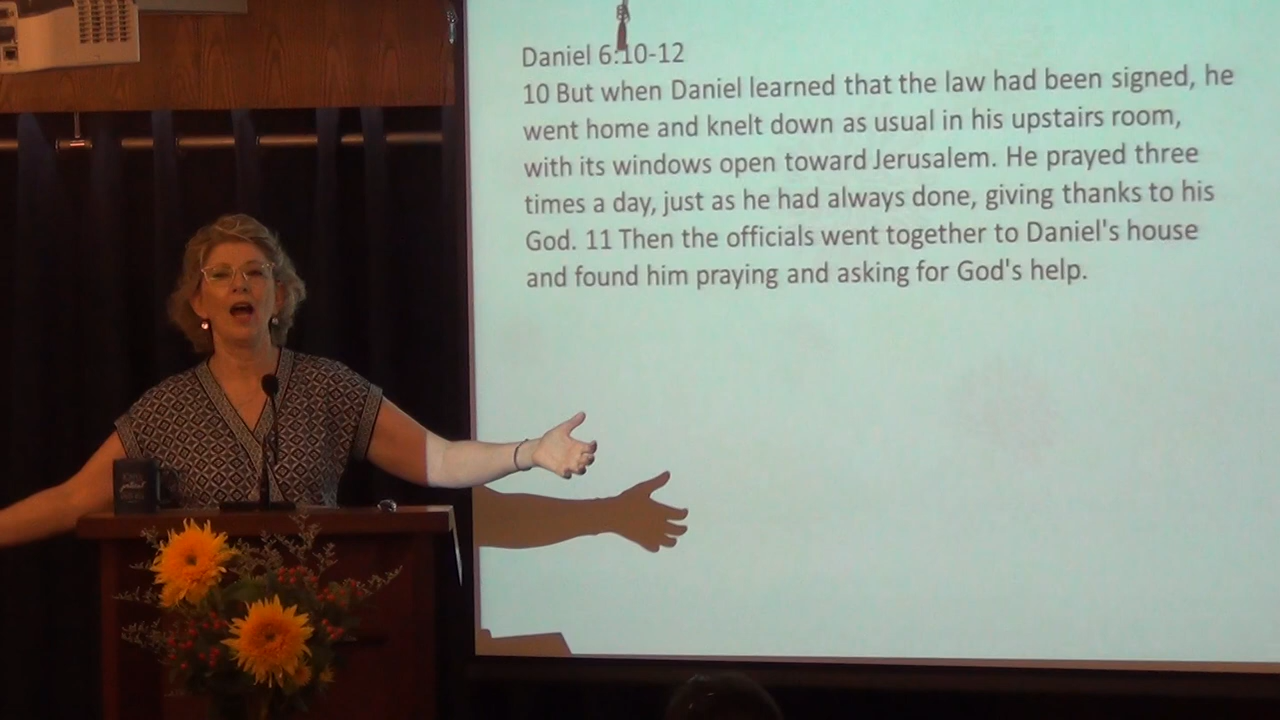 Daniel 6:10-12
10 But when Daniel learned that the law had been signed, he
went home and knelt down as usual in his upstairs room,
with its windows open toward Jerusalem. He prayed three
times a day, just as he had always done, giving thanks to his
God. 11 Then the officials went together to Daniel's house
and found him praying and asking for God's help.